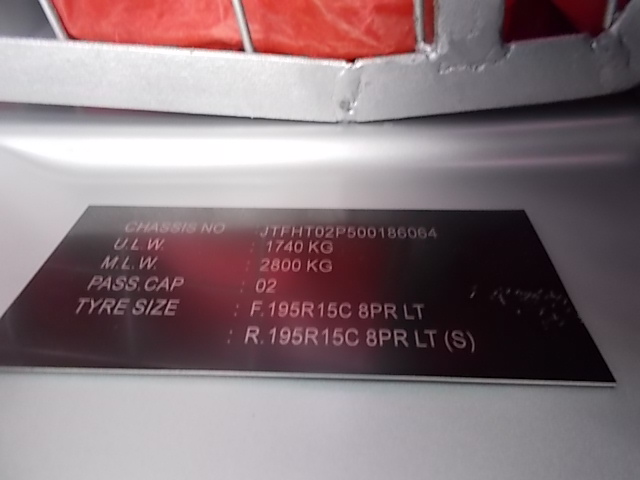 CHASSIS NO : JTFHT02P500186064
U.L.W. : 1740 KG
M.L.W. : 2800 KG
PASS.CAP : 02
TYRE SIZE : F.195R15C 8PR LT
: R.195R15C 8PR LT (S)